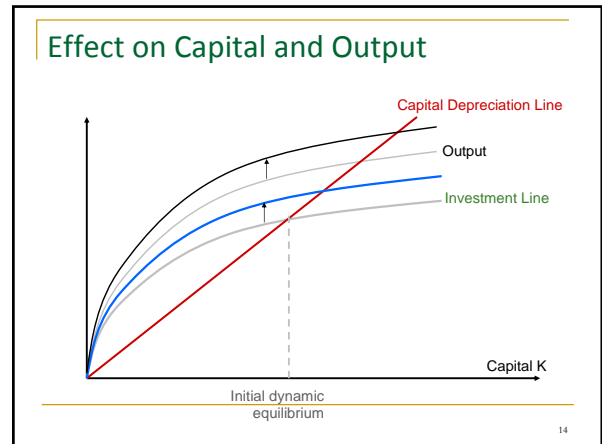 Effect on Capital and Output
Capital Depreciation Line
Output
Investment Line
Capital K
Initial dynamic
equilibrium
14